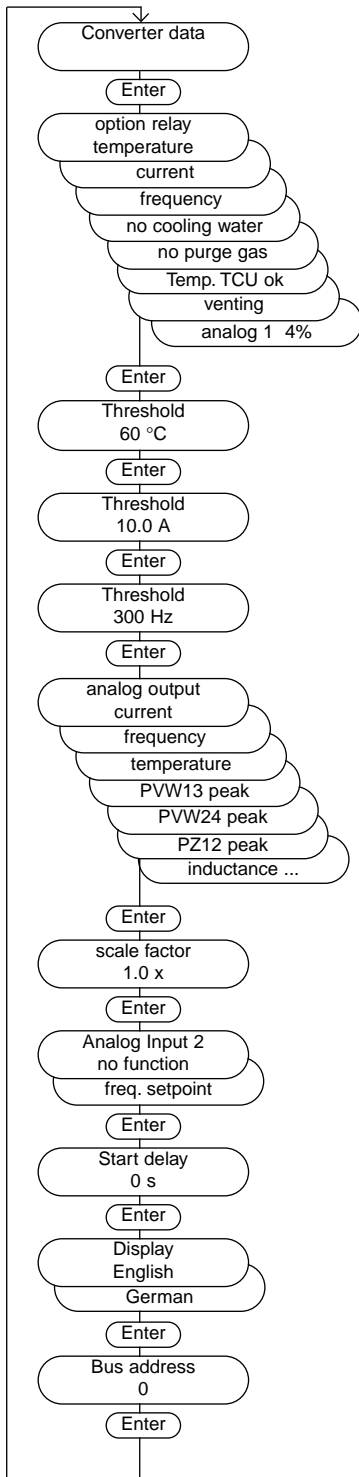 Converter data
Enter
option relay
temperature
current
frequency
no cooling water
no purge gas
Temp. TCU ok
venting
analog 1 4%
Enter
Threshold
60 °C
Enter
Threshold
10.0 A
Enter
Threshold
300 Hz
Enter
analog output
current
frequency
temperature
PVW13 peak
PVW24 peak
PZ12 peak
inductance ...
Enter
scale factor
1.0 x
Enter
Analog Input 2
no function
freq. setpoint
Enter
Start delay
0 s
Enter
Display
English
German
Enter
Bus address
0
Enter